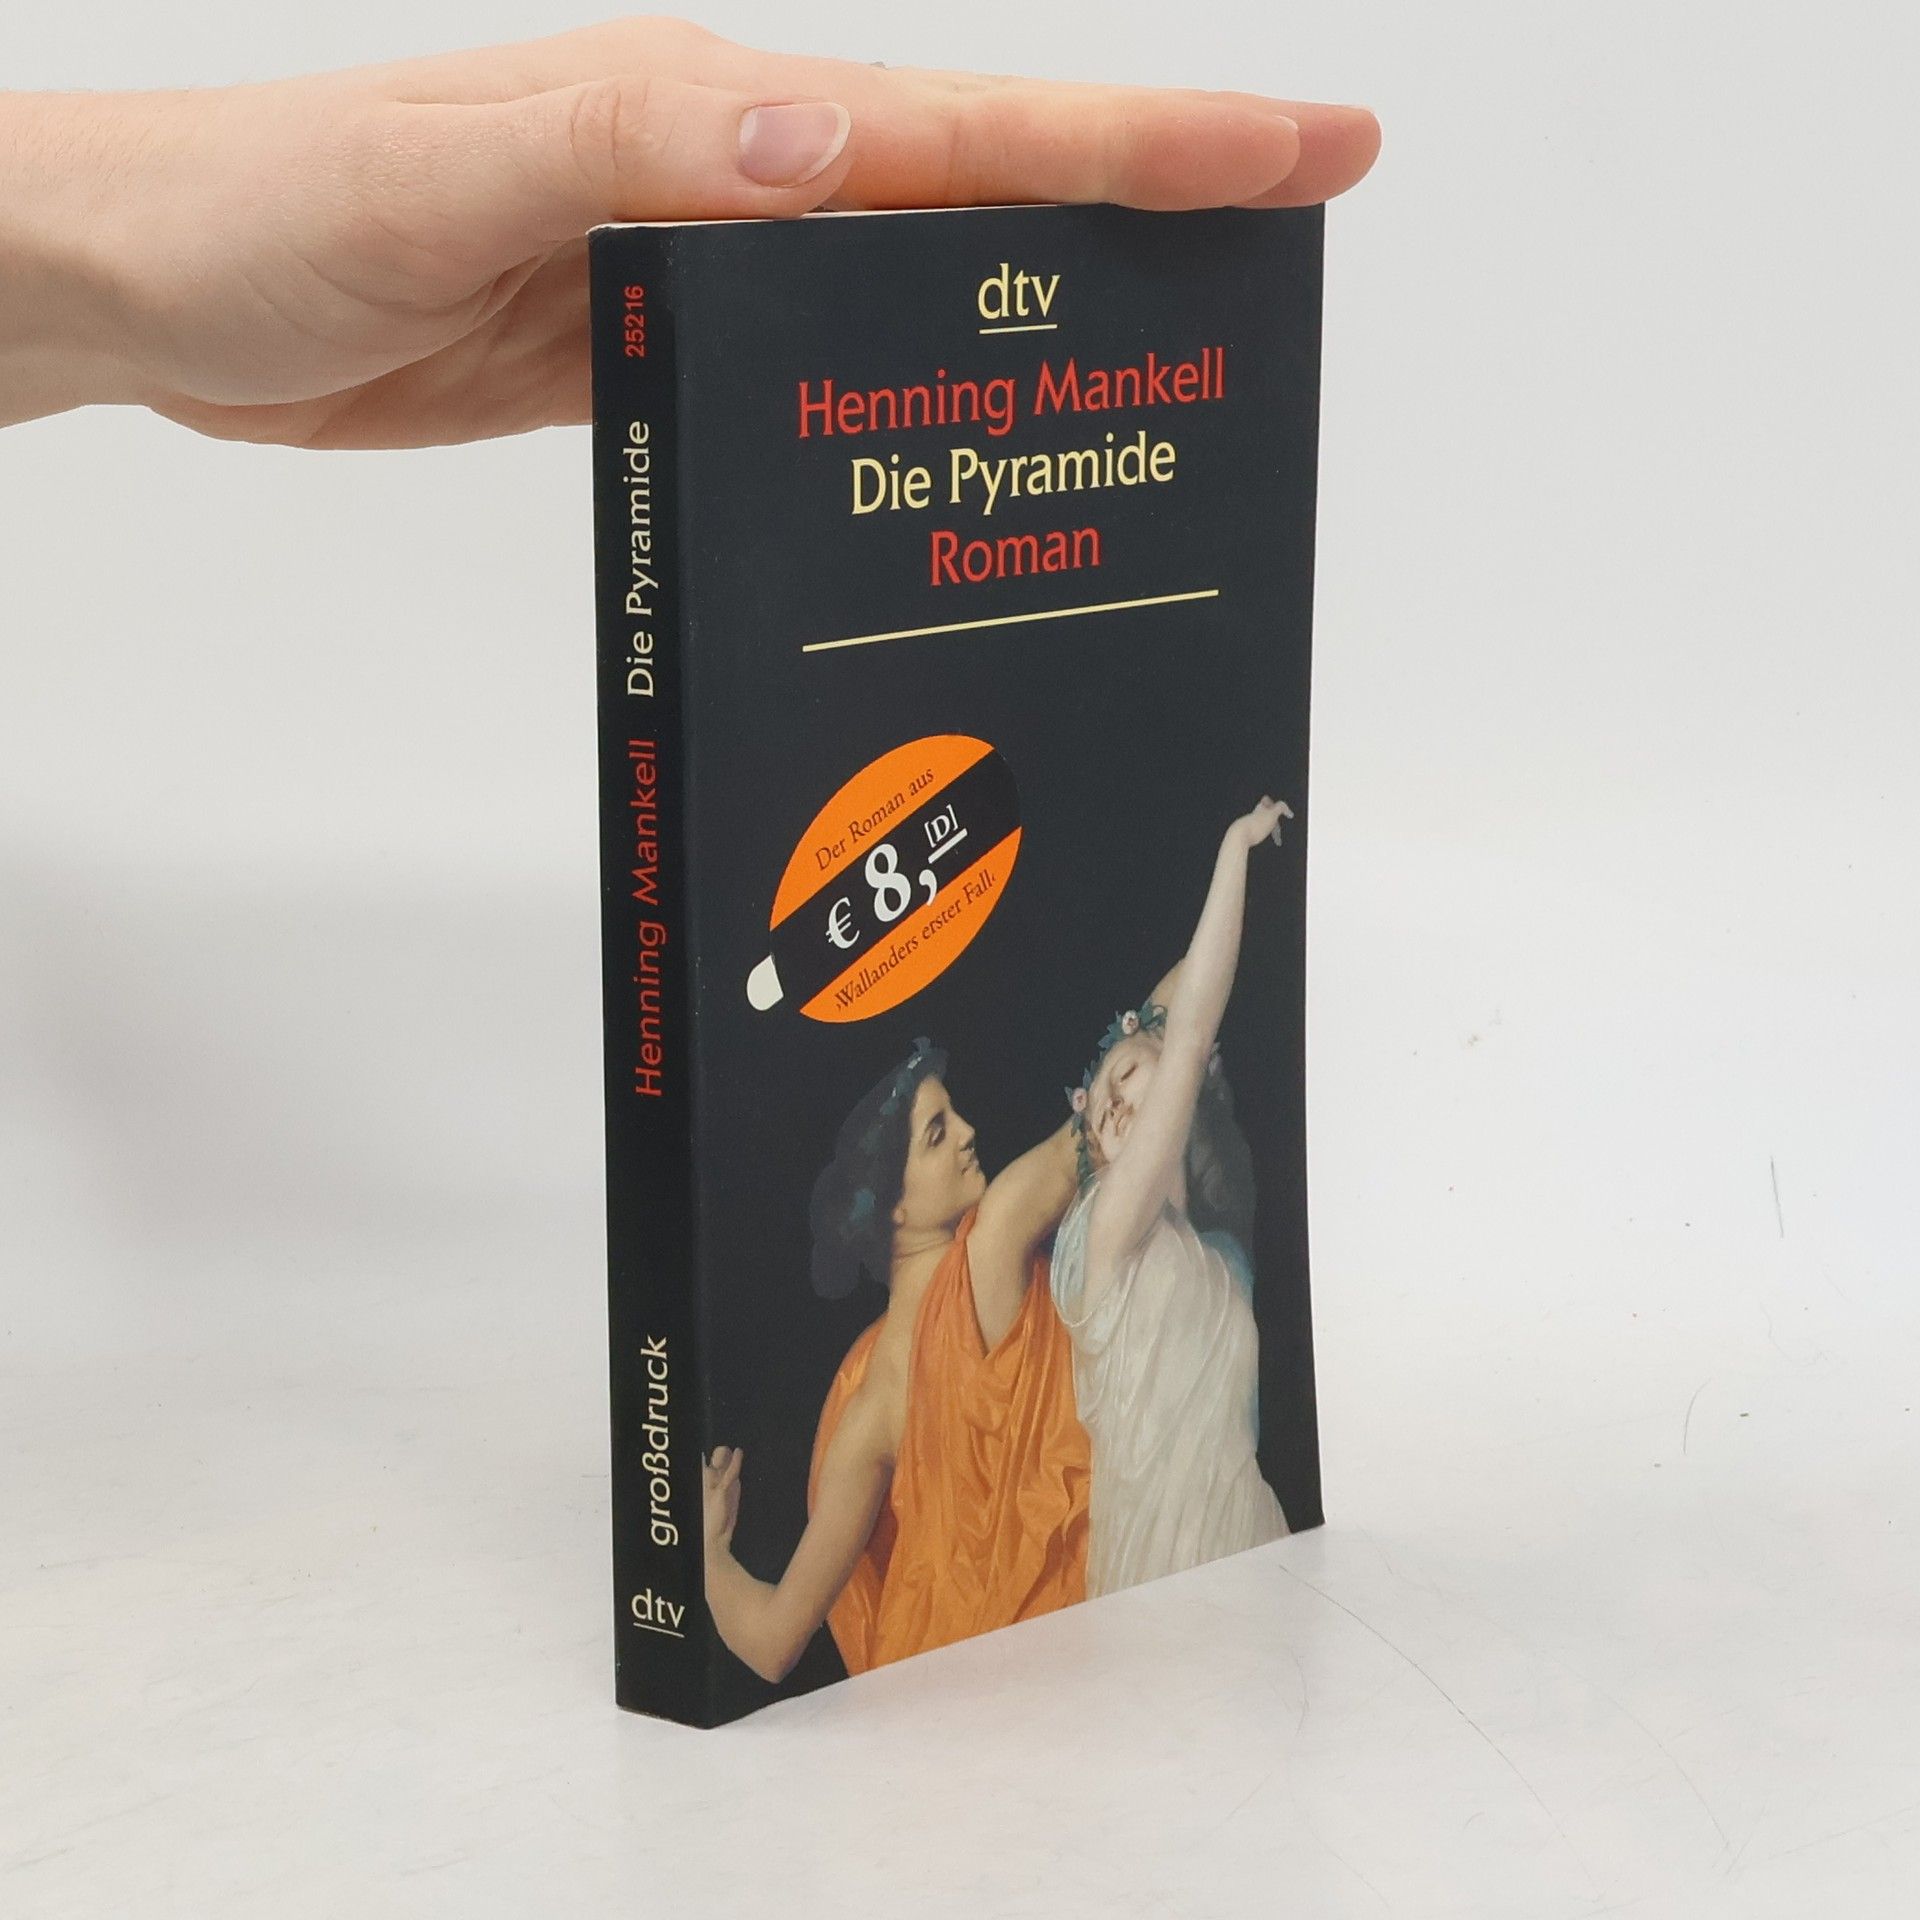 dtv
Henning Mankell
Die Pyramide
Roman
Der Roman aus
€ 8,– [D]
›Wallanders erster Fall‹
25216
Henning Mankell Die Pyramide
großdruck
dtv